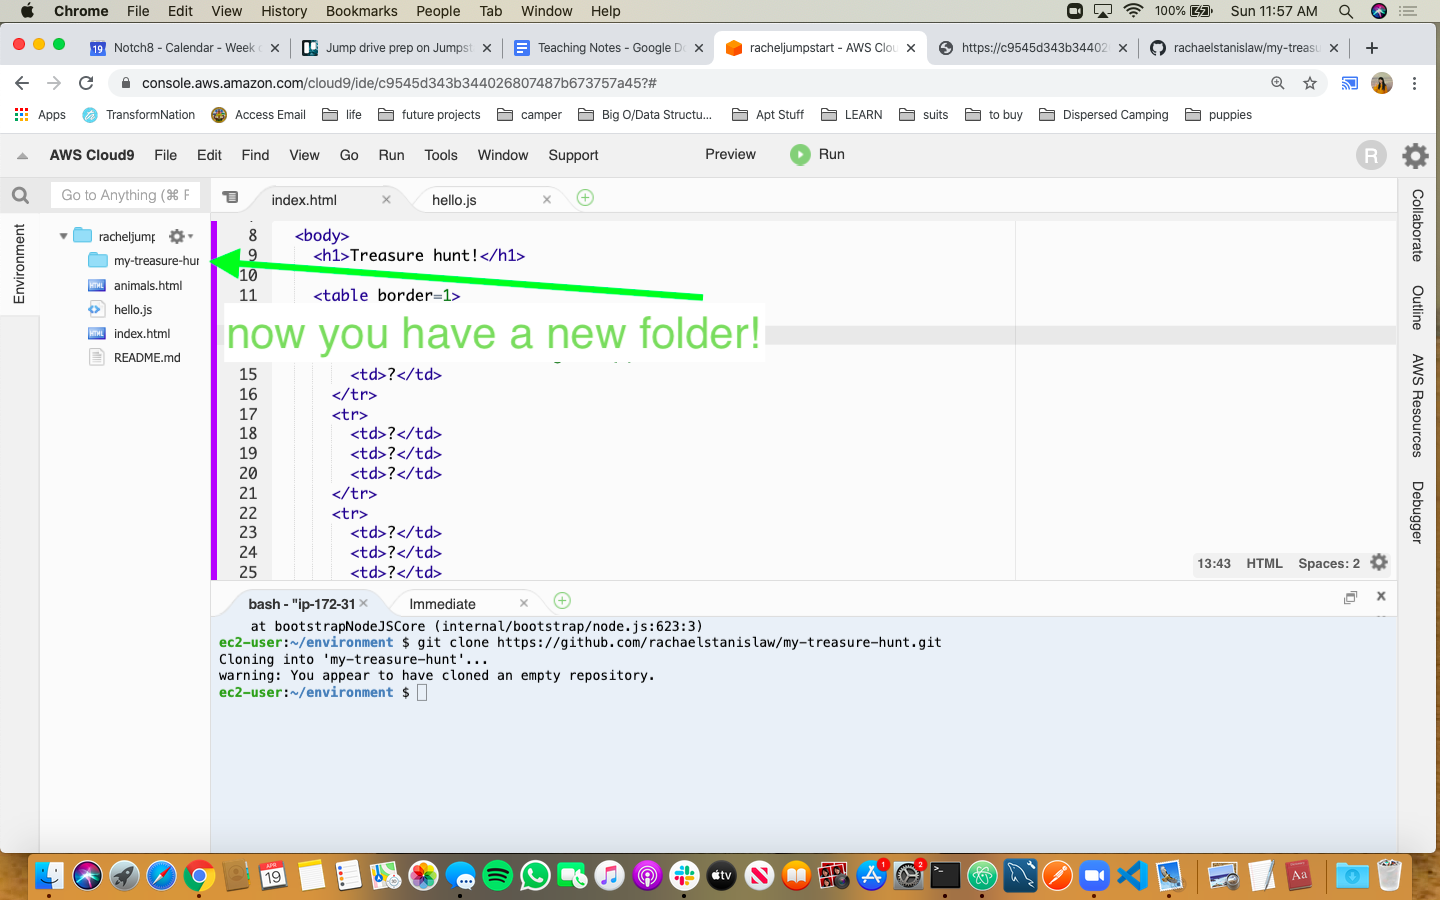 Chrome File Edit View History Bookmarks People Tab Window Help 100% Sun 11:57 AM
19 Notch8 - Calendar - Week Jump drive prep on Jumpst Teaching Notes - Google D racheljumpstart - AWS Clou https://c9545d343b34402 rachaelstanislaw/my-treasu
console.aws.amazon.com/cloud9/ide/c9545d343b344026807487b673757a45?#
Apps TransformNation Access Email life future projects camper Big O/Data Structu... Apt Stuff LEARN suits to buy Dispersed Camping puppies
AWS Cloud9 File Edit Find View Go Run Tools Window Support Preview Run R
Go to Anything (⌘ F
index.html hello.js
Environment
racheljump
my-treasure-hun
animals.html
hello.js
index.html
README.md
8 <body>
9 <h1>Treasure hunt!</h1>
10
11 <table border=1>
now you have a new folder!
15 <td>?</td>
16 </tr>
17 <tr>
18 <td>?</td>
19 <td>?</td>
20 <td>?</td>
21 </tr>
22 <tr>
23 <td>?</td>
24 <td>?</td>
25 <td>?</td>
13:43 HTML Spaces: 2
Collaborate
Outline
AWS Resources
Debugger
bash - "ip-172-31 Immediate
at bootstrapNodeJSCore (internal/bootstrap/node.js:623:3)
ec2-user:~/environment $ git clone https://github.com/rachaelstanislaw/my-treasure-hunt.git
Cloning into 'my-treasure-hunt'...
warning: You appear to have cloned an empty repository.
ec2-user:~/environment $
APR
19
tv
1
2
Aa